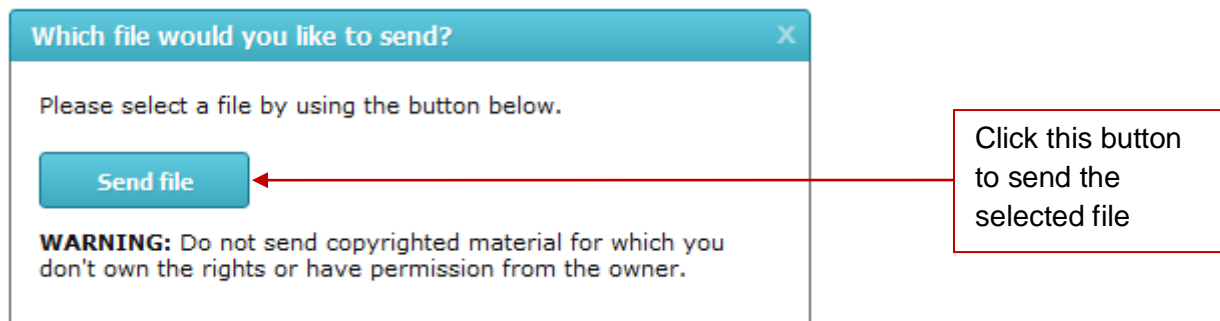 Which file would you like to send?
X
Please select a file by using the button below.
Send file
WARNING: Do not send copyrighted material for which you
don't own the rights or have permission from the owner.
Click this button
to send the
selected file